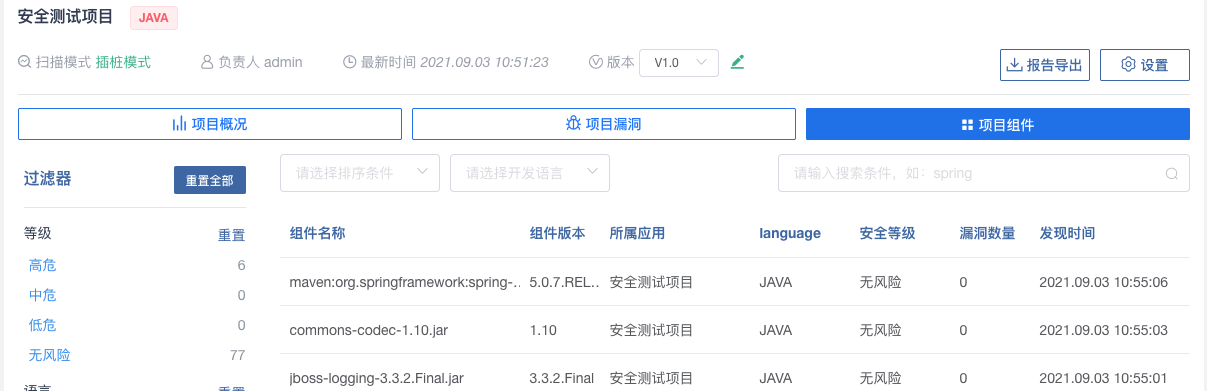 安全测试项目 JAVA
扫描模式 插桩模式 负责人 admin 最新时间 2021.09.03 10:51:23 版本 V1.0 报告导出 设置
项目概况 项目漏洞 项目组件
过滤器 重置全部 请选择排序条件 请选择开发语言 请输入搜索条件，如：spring
等级 重置 组件名称 组件版本 所属应用 language 安全等级 漏洞数量 发现时间
高危 6
maven:org.springframework:spring-... 5.0.7.REL... 安全测试项目 JAVA 无风险 0 2021.09.03 10:55:06
中危 0
低危 0 commons-codec-1.10.jar 1.10 安全测试项目 JAVA 无风险 0 2021.09.03 10:55:03
无风险 77
语言 重置 jboss-logging-3.3.2.Final.jar 3.3.2.Final 安全测试项目 JAVA 无风险 0 2021.09.03 10:55:01